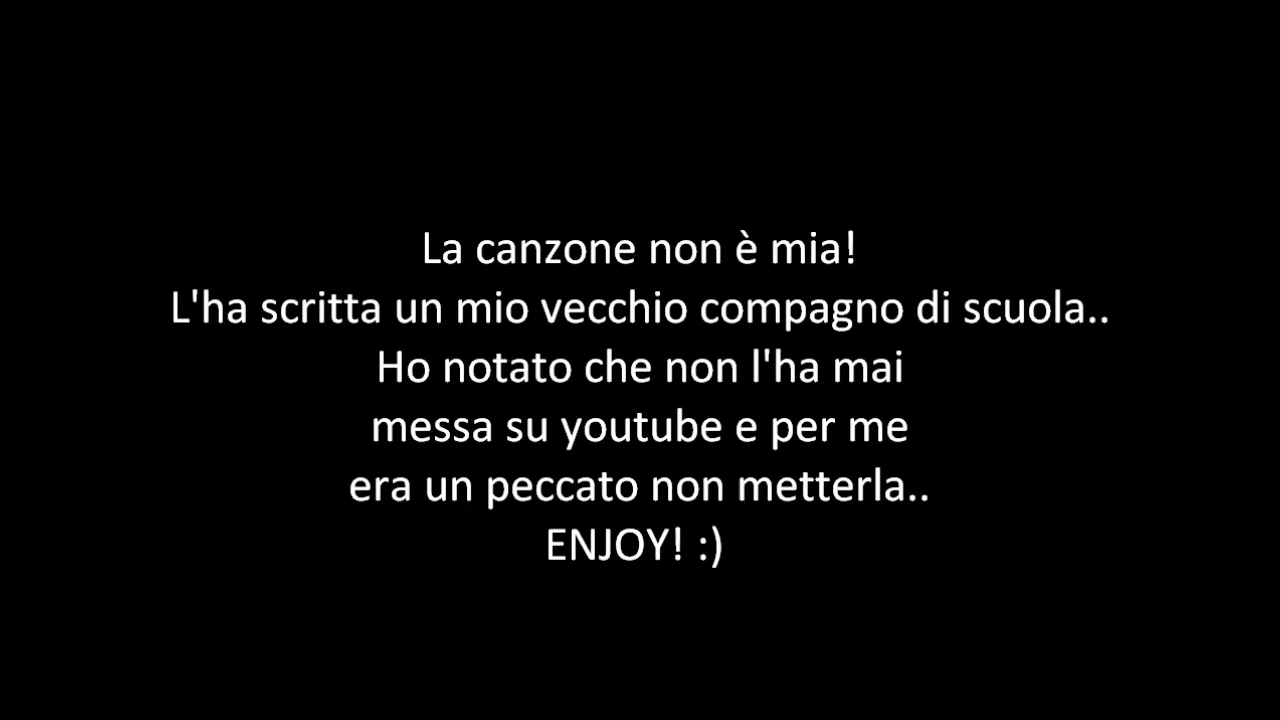 La canzone non è mia!
L'ha scritta un mio vecchio compagno di scuola..
Ho notato che non l'ha mai
messa su youtube e per me
era un peccato non metterla..
ENJOY! :)